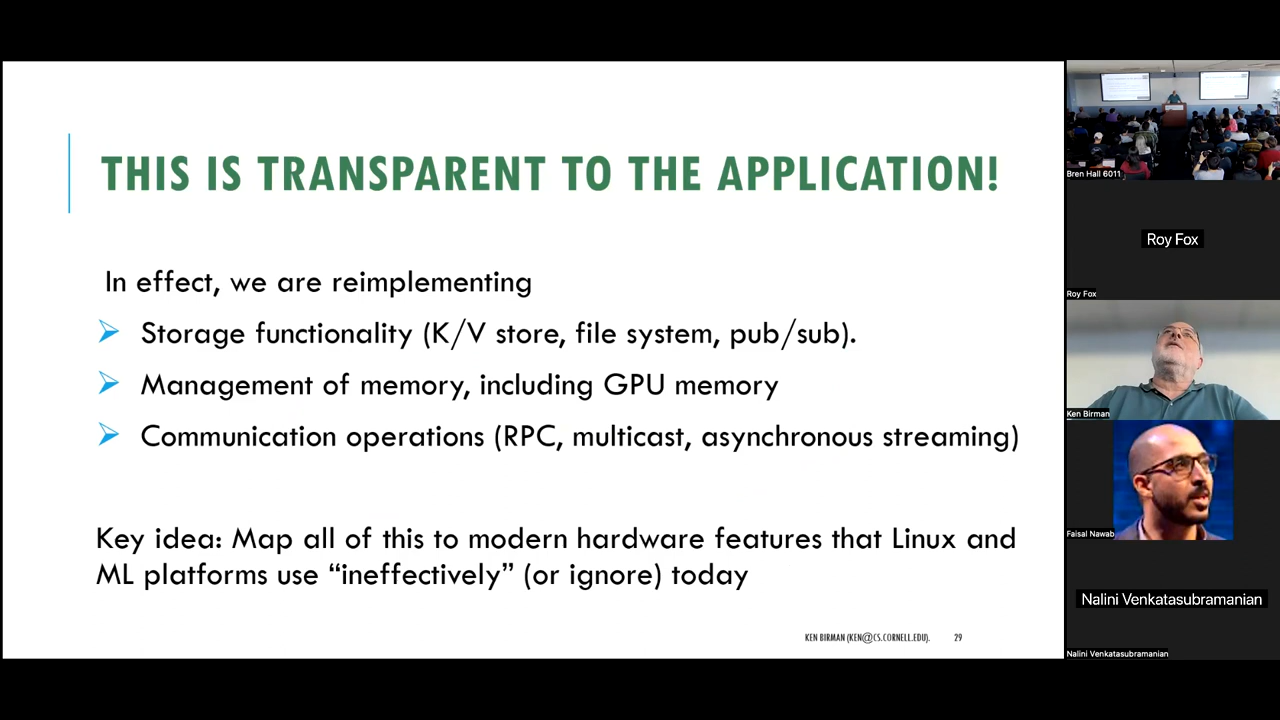 THIS IS TRANSPARENT TO THE APPLICATION!
In effect, we are reimplementing
Storage functionality (K/V store, file system, pub/sub).
Management of memory, including GPU memory
Communication operations (RPC, multicast, asynchronous streaming)
Key idea: Map all of this to modern hardware features that Linux and
ML platforms use “ineffectively” (or ignore) today
KEN BIRMAN (KEN@CS.CORNELL.EDU). 29
Bren Hall 6011
Roy Fox
Roy Fox
Ken Birman
Faisal Nawab
Nalini Venkatasubramanian
Nalini Venkatasubramanian